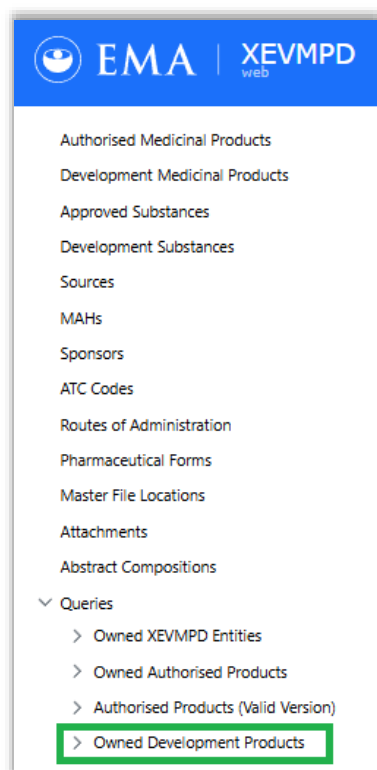 EMA | XEVMPD
web
Authorised Medicinal Products
Development Medicinal Products
Approved Substances
Development Substances
Sources
MAHs
Sponsors
ATC Codes
Routes of Administration
Pharmaceutical Forms
Master File Locations
Attachments
Abstract Compositions
Queries
Owned XEVMPD Entities
Owned Authorised Products
Authorised Products (Valid Version)
Owned Development Products